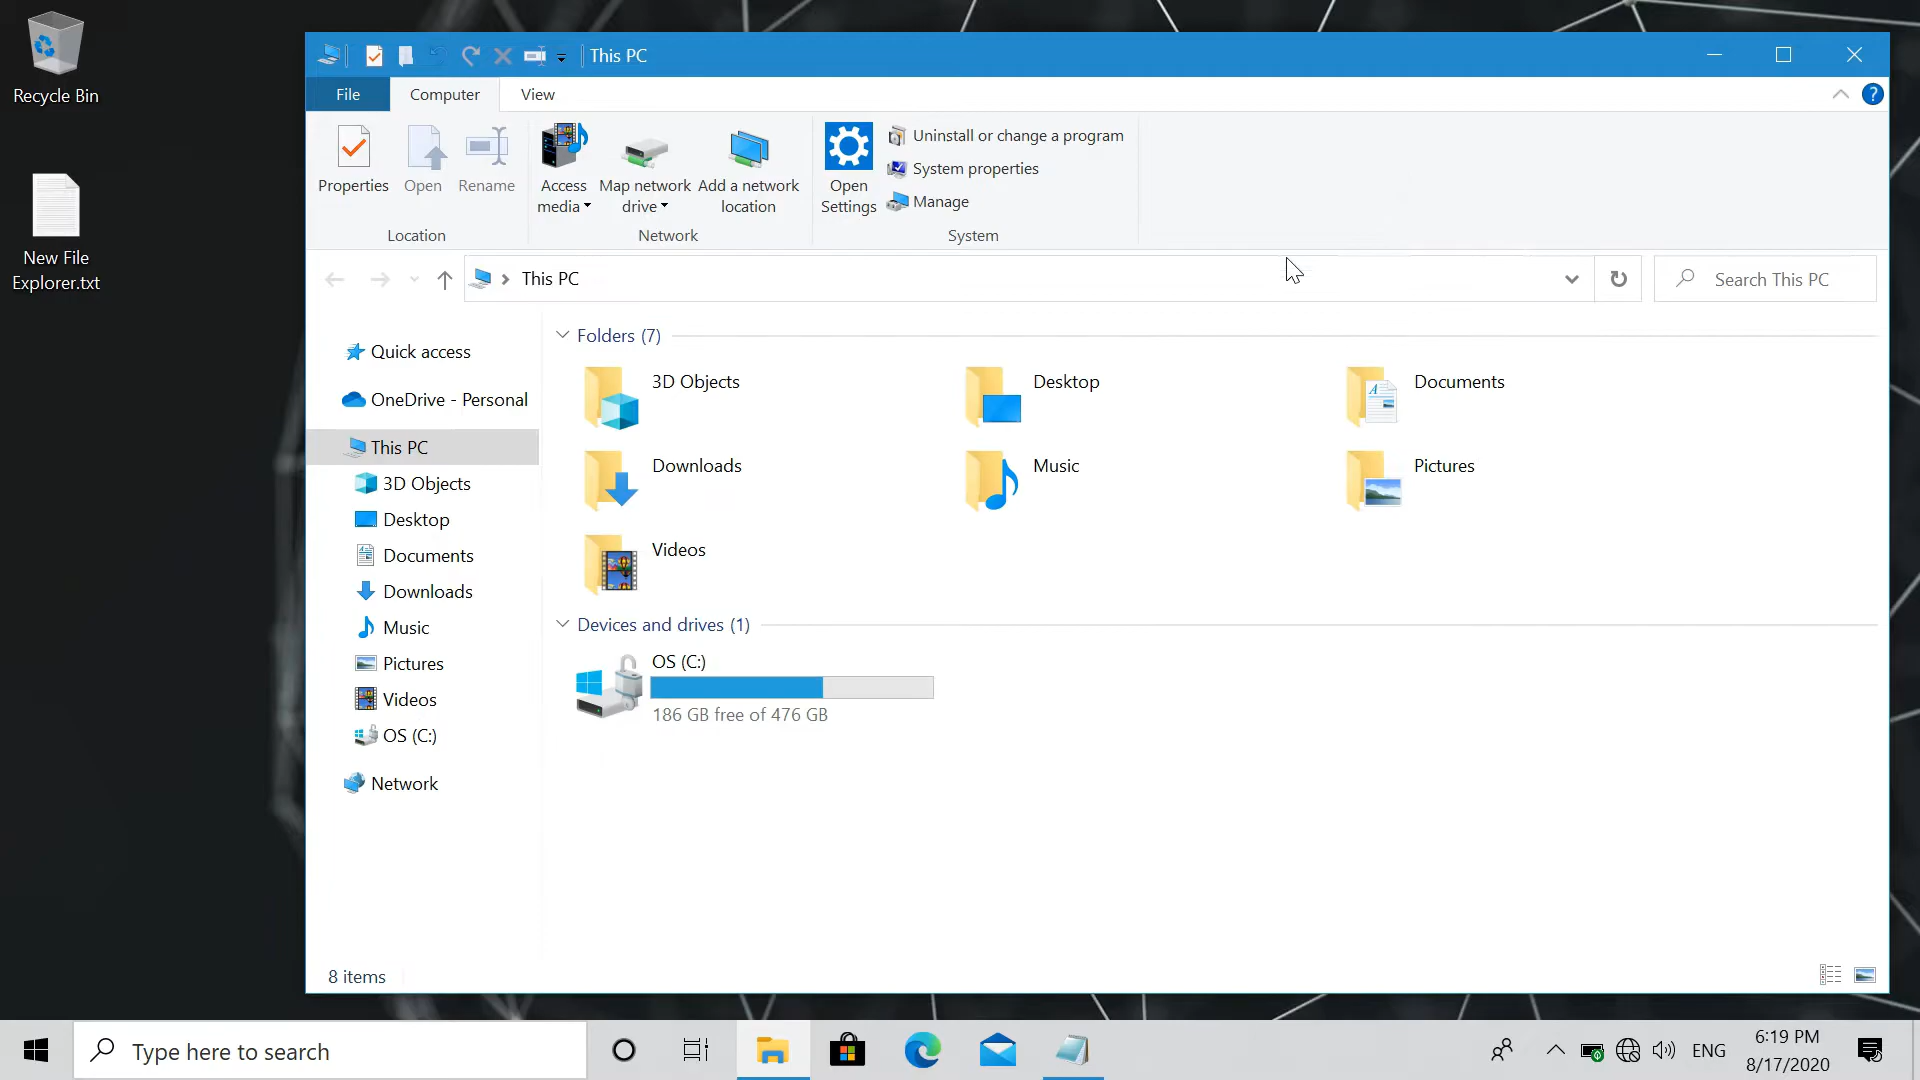 Recycle Bin
New File
Explorer.txt
This PC
File
Computer
View
?
Properties
Open
Rename
Access
media
Map network
drive
Add a network
location
Open
Settings
Uninstall or change a program
System properties
Manage
Location
Network
System
This PC
Search This PC
Quick access
OneDrive - Personal
This PC
3D Objects
Desktop
Documents
Downloads
Music
Pictures
Videos
OS (C:)
Network
Folders (7)
3D Objects
Desktop
Documents
Downloads
Music
Pictures
Videos
Devices and drives (1)
OS (C:)
186 GB free of 476 GB
8 items
Type here to search
ENG
6:19 PM
8/17/2020